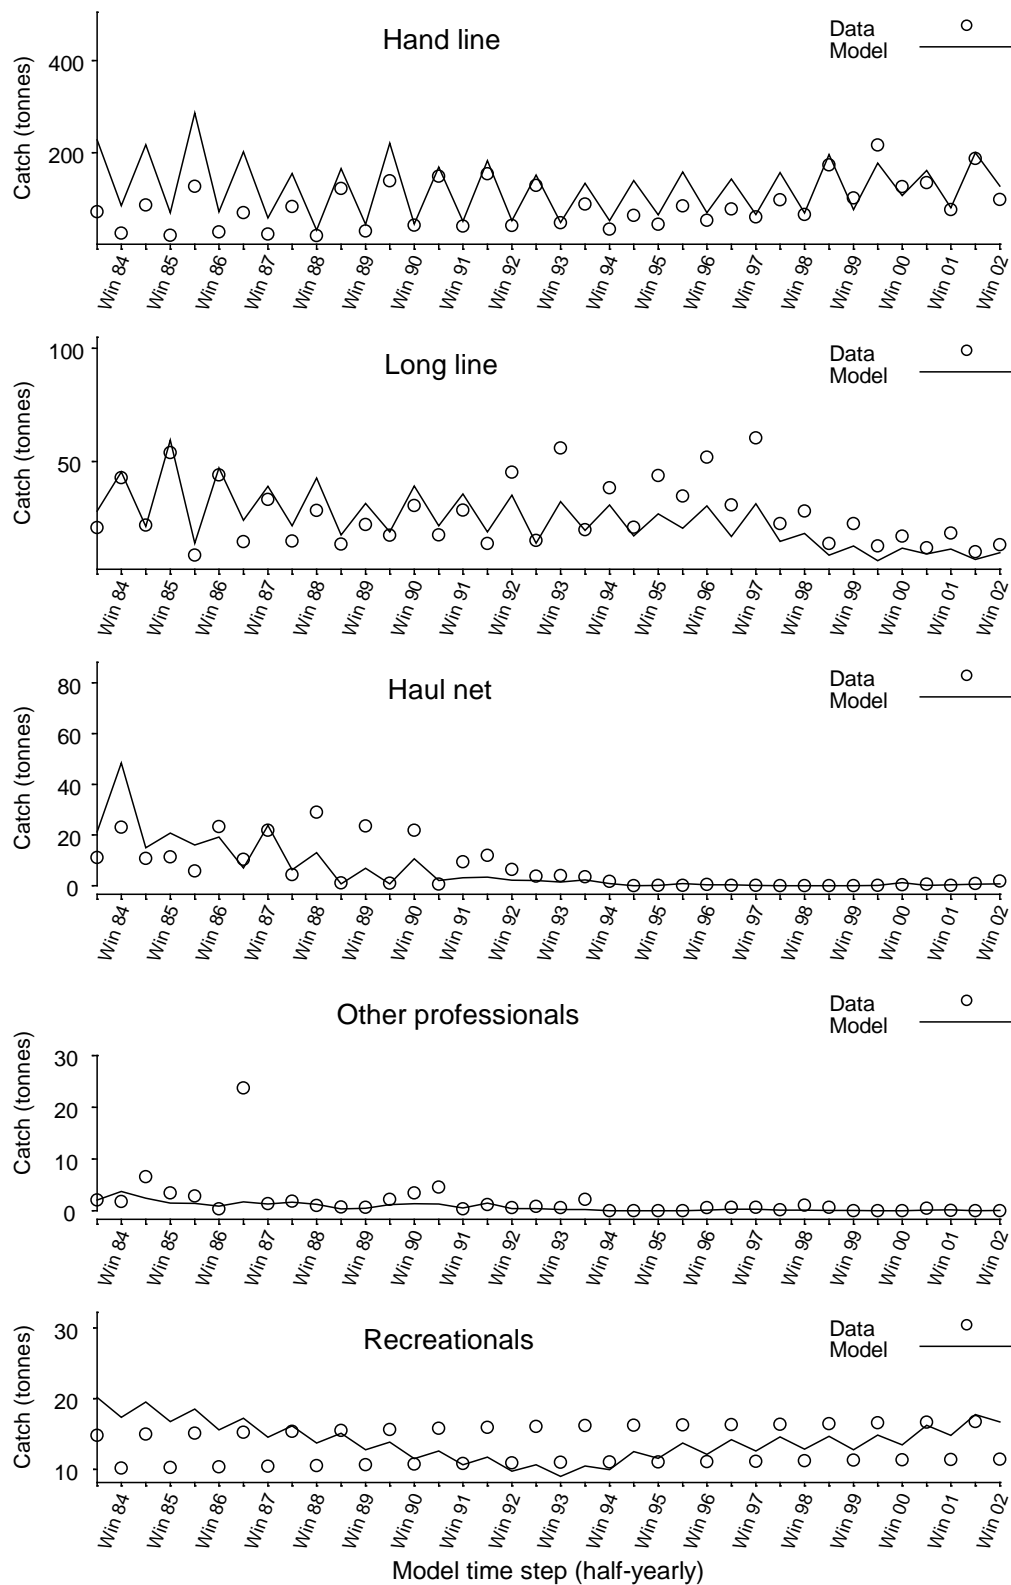 Hand line
Data
Model
Catch (tonnes)
400
200
Win 84 Win 85 Win 86 Win 87 Win 88 Win 89 Win 90 Win 91 Win 92 Win 93 Win 94 Win 95 Win 96 Win 97 Win 98 Win 99 Win 00 Win 01 Win 02
Long line
Data
Model
Catch (tonnes)
100
50
Win 84 Win 85 Win 86 Win 87 Win 88 Win 89 Win 90 Win 91 Win 92 Win 93 Win 94 Win 95 Win 96 Win 97 Win 98 Win 99 Win 00 Win 01 Win 02
Haul net
Data
Model
Catch (tonnes)
80
60
40
20
0
Win 84 Win 85 Win 86 Win 87 Win 88 Win 89 Win 90 Win 91 Win 92 Win 93 Win 94 Win 95 Win 96 Win 97 Win 98 Win 99 Win 00 Win 01 Win 02
Other professionals
Data
Model
Catch (tonnes)
30
20
10
0
Win 84 Win 85 Win 86 Win 87 Win 88 Win 89 Win 90 Win 91 Win 92 Win 93 Win 94 Win 95 Win 96 Win 97 Win 98 Win 99 Win 00 Win 01 Win 02
Recreationals
Data
Model
Catch (tonnes)
30
20
10
Win 84 Win 85 Win 86 Win 87 Win 88 Win 89 Win 90 Win 91 Win 92 Win 93 Win 94 Win 95 Win 96 Win 97 Win 98 Win 99 Win 00 Win 01 Win 02
Model time step (half-yearly)